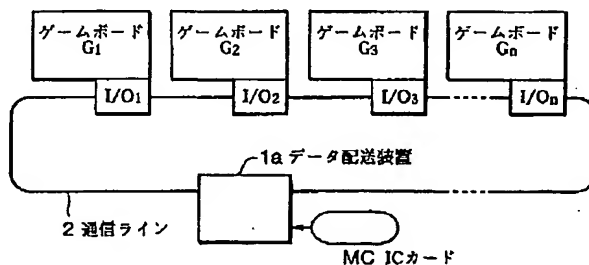 ゲームボード
G1
ゲームボード
G2
ゲームボード
G3
ゲームボード
Gn
I/O1
I/O2
I/O3
I/On
1a データ配送装置
2 通信ライン
MC ICカード